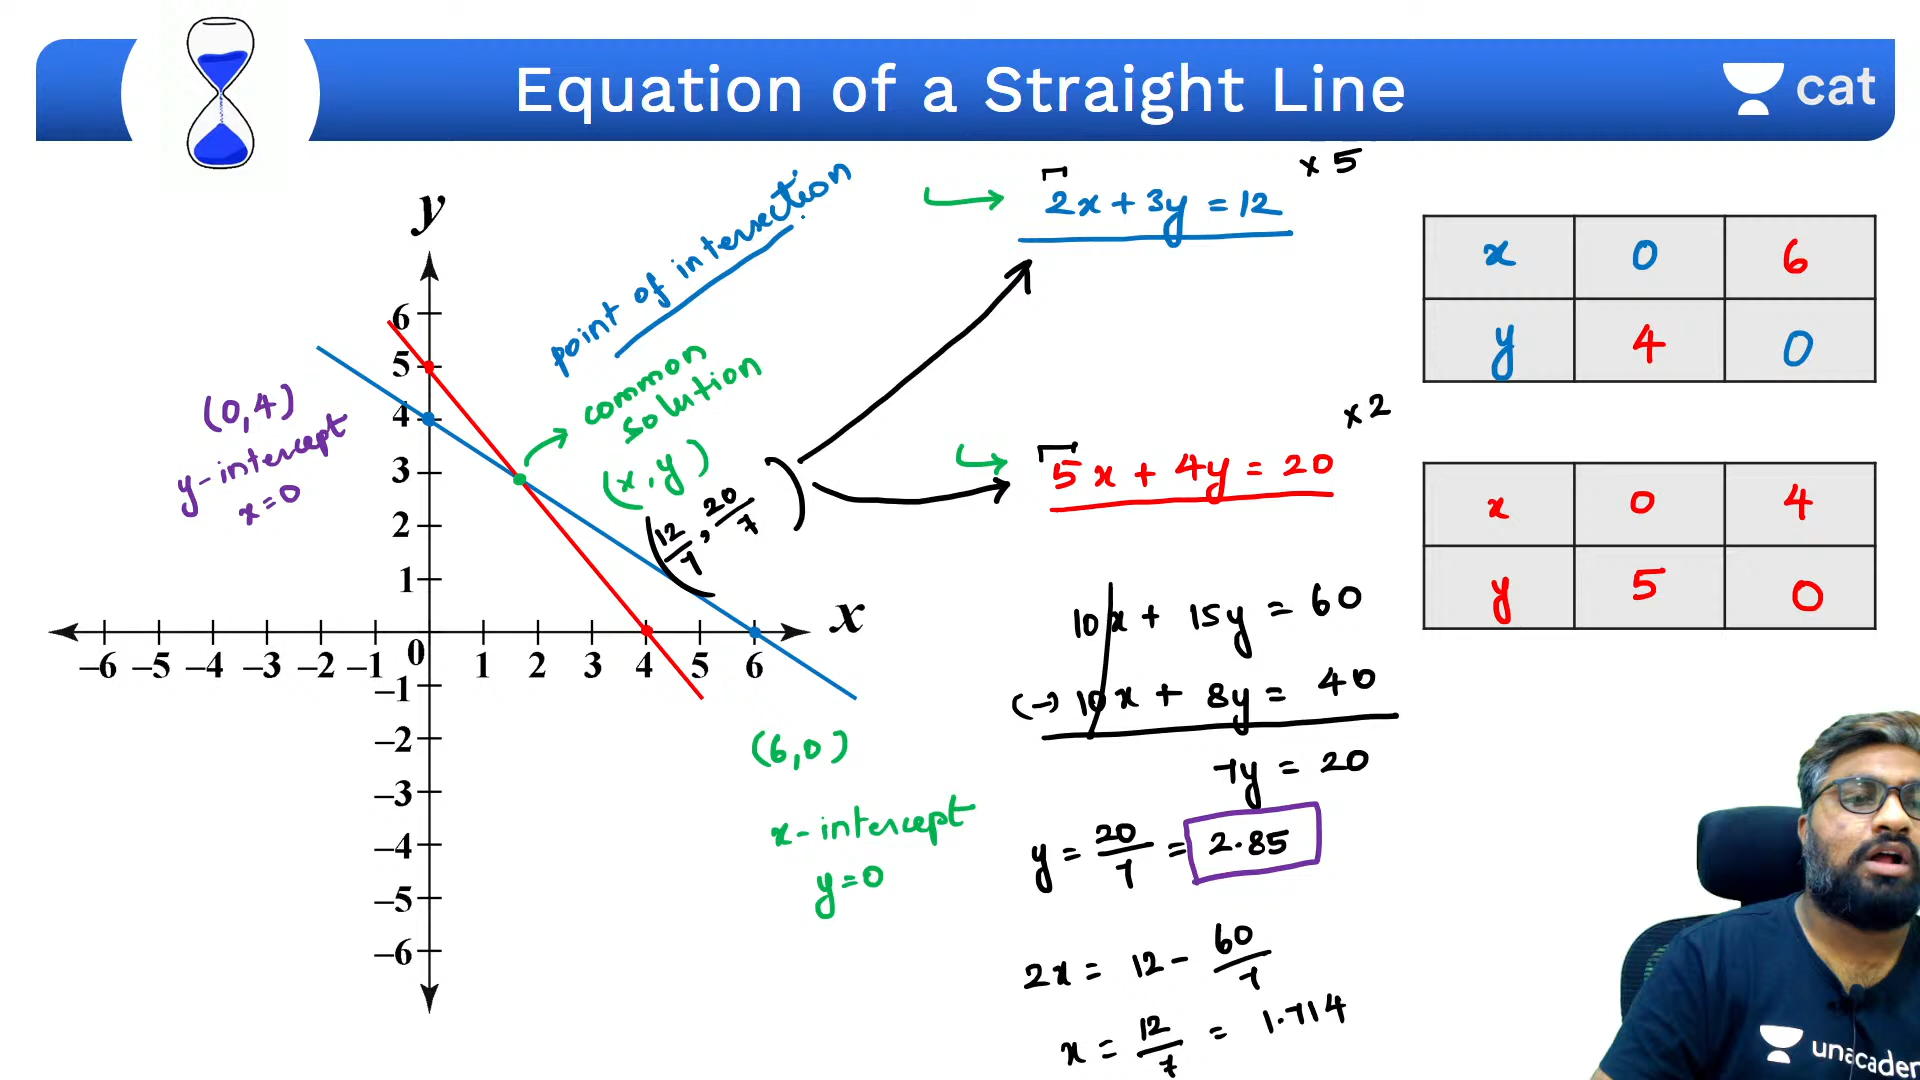 Equation of a Straight Line
cat
y
x
6
5
4
3
2
1
0
-6 -5 -4 -3 -2 -1
1 2 3 4 5 6
-1
-2
-3
-4
-5
-6
(0,4)
y-intercept
x=0
point of intersection
common
solution
(x,y)
(12/7, 20/7)
(6,0)
x-intercept
y=0
2x+3y=12 ×5
5x+4y=20 ×2
10x+15y=60
(-) 10x+8y=40
7y=20
y=20/7=2.85
2x=12-60/7
x=12/7=1.714
x 0 6
y 4 0
x 0 4
y 5 0